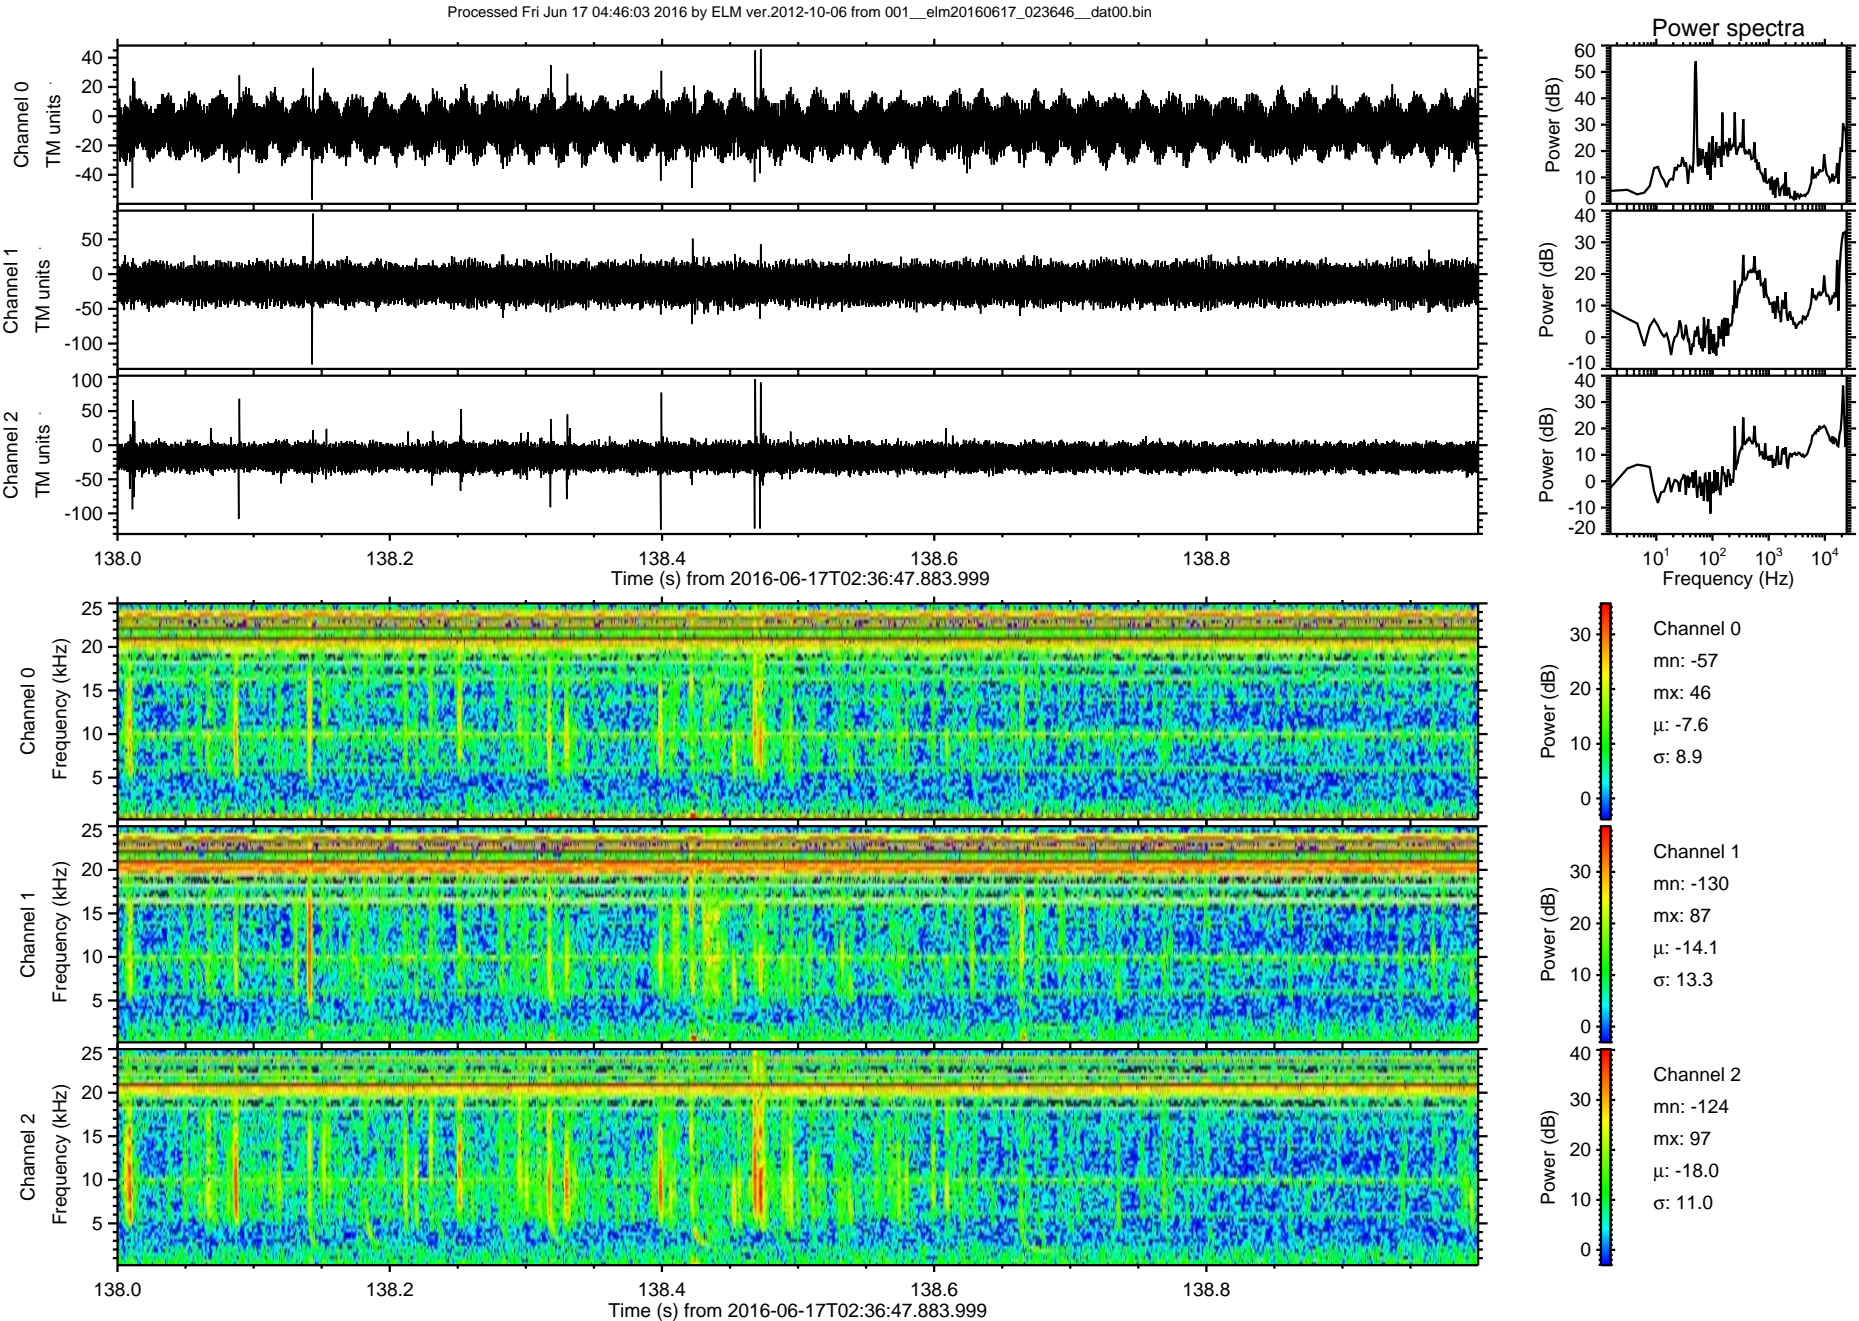 Processed Fri Jun 17 04:46:03 2016 by ELM ver.2012-10-06 from 001__elm20160617_023646__dat00.bin
Power spectra
Channel 0
TM units
40
20
0
-20
-40
Power (dB)
60
50
40
30
20
10
0
Channel 1
TM units
50
0
-50
-100
Power (dB)
40
30
20
10
0
-10
Channel 2
TM units
100
50
0
-50
-100
Power (dB)
40
30
20
10
0
-10
-20
138.0 138.2 138.4 138.6 138.8
Time (s) from 2016-06-17T02:36:47.883.999
10¹ 10² 10³ 10⁴
Frequency (Hz)
Channel 0
Frequency (kHz)
25
20
15
10
5
Power (dB)
30
20
10
0
Channel 0
mn: -57
mx: 46
μ: -7.6
σ: 8.9
Channel 1
Frequency (kHz)
25
20
15
10
5
Power (dB)
30
20
10
0
Channel 1
mn: -130
mx: 87
μ: -14.1
σ: 13.3
Channel 2
Frequency (kHz)
25
20
15
10
5
Power (dB)
40
30
20
10
0
Channel 2
mn: -124
mx: 97
μ: -18.0
σ: 11.0
138.0 138.2 138.4 138.6 138.8
Time (s) from 2016-06-17T02:36:47.883.999